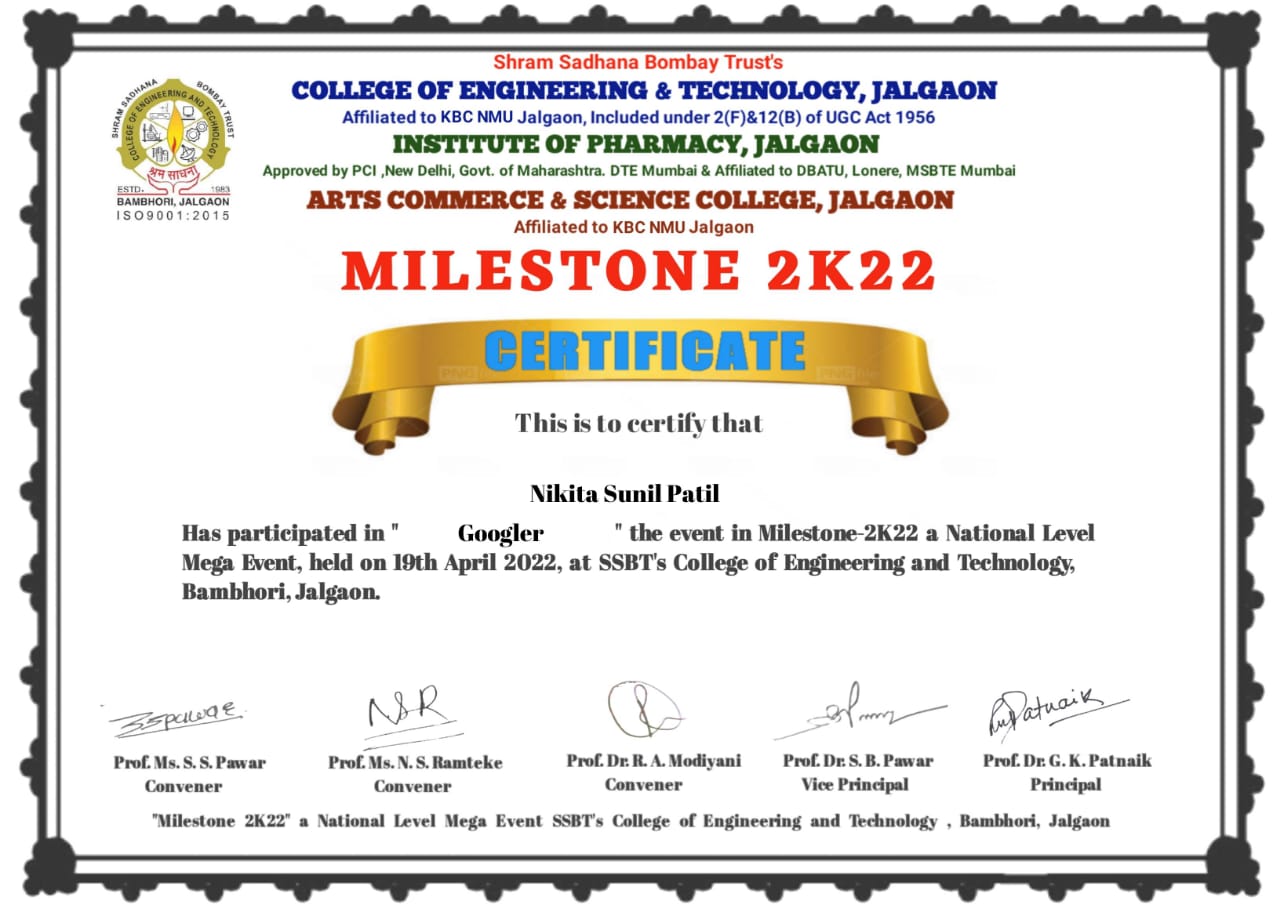 Shram Sadhana Bombay Trust's
COLLEGE OF ENGINEERING & TECHNOLOGY, JALGAON
Affiliated to KBC NMU Jalgaon, Included under 2(F)&12(B) of UGC Act 1956
INSTITUTE OF PHARMACY, JALGAON
Approved by PCI ,New Delhi, Govt. of Maharashtra. DTE Mumbai & Affiliated to DBATU, Lonere, MSBTE Mumbai
ARTS COMMERCE & SCIENCE COLLEGE, JALGAON
Affiliated to KBC NMU Jalgaon
SHRAM SADHANA BOMBAY TRUST
COLLEGE OF ENGINEERING AND TECHNOLOGY
श्रम साधना
ESTD. 1983
BAMBHORI, JALGAON
ISO9001:2015
MILESTONE 2K22
CERTIFICATE
This is to certify that
Nikita Sunil Patil
Has participated in " Googler " the event in Milestone-2K22 a National Level
Mega Event, held on 19th April 2022, at SSBT's College of Engineering and Technology,
Bambhori, Jalgaon.
Prof. Ms. S. S. Pawar Prof. Ms. N. S. Ramteke Prof. Dr. R. A. Modiyani Prof. Dr. S. B. Pawar Prof. Dr. G. K. Patnaik
Convener Convener Convener Vice Principal Principal
"Milestone 2K22" a National Level Mega Event SSBT's College of Engineering and Technology , Bambhori, Jalgaon